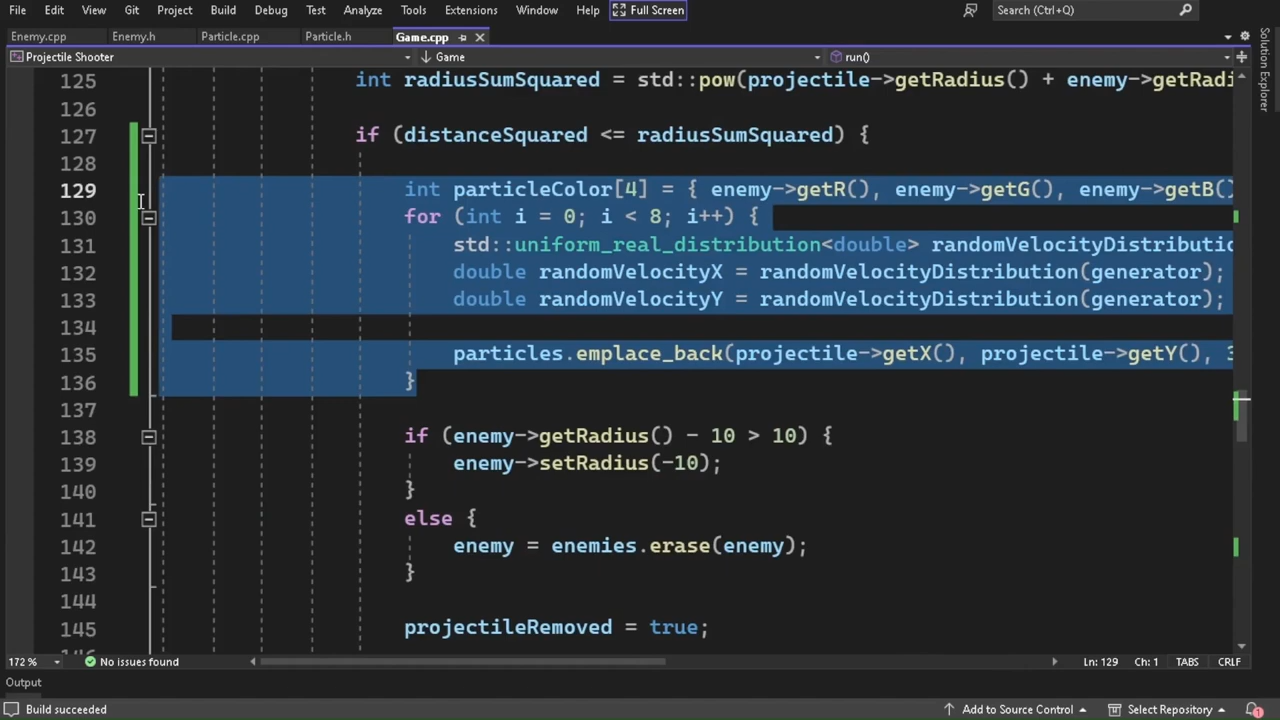 File Edit View Git Project Build Debug Test Analyze Tools Extensions Window Help Full Screen Search (Ctrl+Q)
Enemy.cpp Enemy.h Particle.cpp Particle.h Game.cpp
Projectile Shooter Game run()
Solution Explorer
125 int radiusSumSquared = std::pow(projectile->getRadius() + enemy->getRadi
126
127 if (distanceSquared <= radiusSumSquared) {
128
129 int particleColor[4] = { enemy->getR(), enemy->getG(), enemy->getB()
130 for (int i = 0; i < 8; i++) {
131 std::uniform_real_distribution<double> randomVelocityDistributio
132 double randomVelocityX = randomVelocityDistribution(generator);
133 double randomVelocityY = randomVelocityDistribution(generator);
134
135 particles.emplace_back(projectile->getX(), projectile->getY(), 3
136 }
137
138 if (enemy->getRadius() - 10 > 10) {
139 enemy->setRadius(-10);
140 }
141 else {
142 enemy = enemies.erase(enemy);
143 }
144
145 projectileRemoved = true;
172 % No issues found Ln: 129 Ch: 1 TABS CRLF
Output
Build succeeded Add to Source Control Select Repository 1